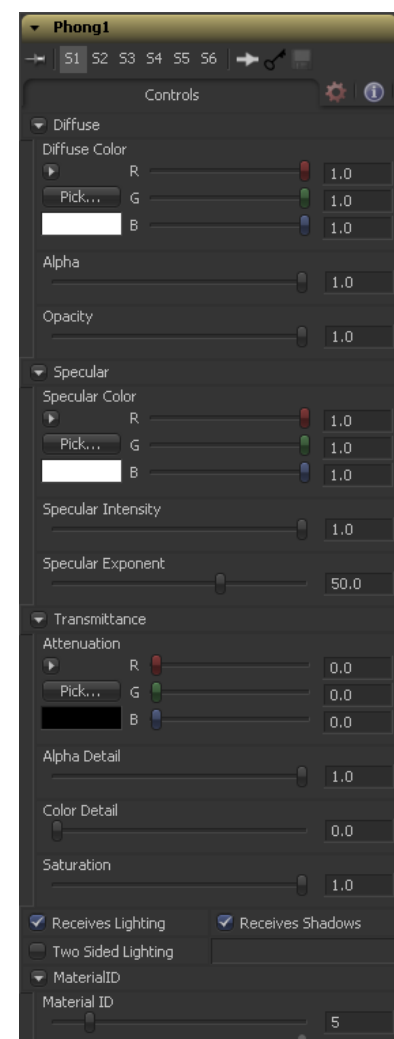 Phong1
S1 S2 S3 S4 S5 S6
Controls
Diffuse
Diffuse Color
R 1.0
Pick... G 1.0
B 1.0
Alpha
1.0
Opacity
1.0
Specular
Specular Color
R 1.0
Pick... G 1.0
B 1.0
Specular Intensity
1.0
Specular Exponent
50.0
Transmittance
Attenuation
R 0.0
Pick... G 0.0
B 0.0
Alpha Detail
1.0
Color Detail
0.0
Saturation
1.0
Receives Lighting Receives Shadows
Two Sided Lighting
MaterialID
Material ID
5